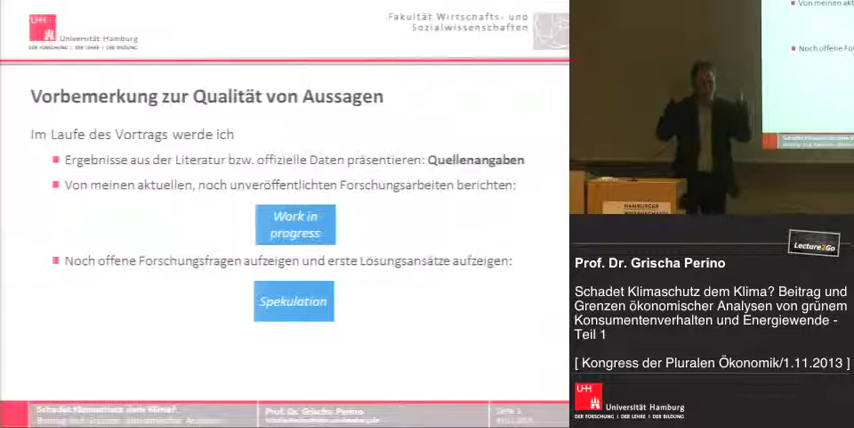 UH
Universität Hamburg
DER FORSCHUNG | DER LEHRE | DER BILDUNG
Fakultät Wirtschafts- und
Sozialwissenschaften
Vorbemerkung zur Qualität von Aussagen
Im Laufe des Vortrags werde ich
Ergebnisse aus der Literatur bzw. offizielle Daten präsentieren: Quellenangaben
Von meinen aktuellen, noch unveröffentlichten Forschungsarbeiten berichten:
Work in
progress
Noch offene Forschungsfragen aufzeigen und erste Lösungsansätze aufzeigen:
Spekulation
Schadet Klimaschutz dem Klima?
Prof. Dr. Grischa Perino
Seite 3
Von meinen akt
Noch offene Fo
HAMBURGER
Lecture2Go
Prof. Dr. Grischa Perino
Schadet Klimaschutz dem Klima? Beitrag und
Grenzen ökonomischer Analysen von grünem
Konsumentenverhalten und Energiewende -
Teil 1
[ Kongress der Pluralen Ökonomik/1.11.2013 ]
UH
Universität Hamburg
DER FORSCHUNG | DER LEHRE | DER BILDUNG